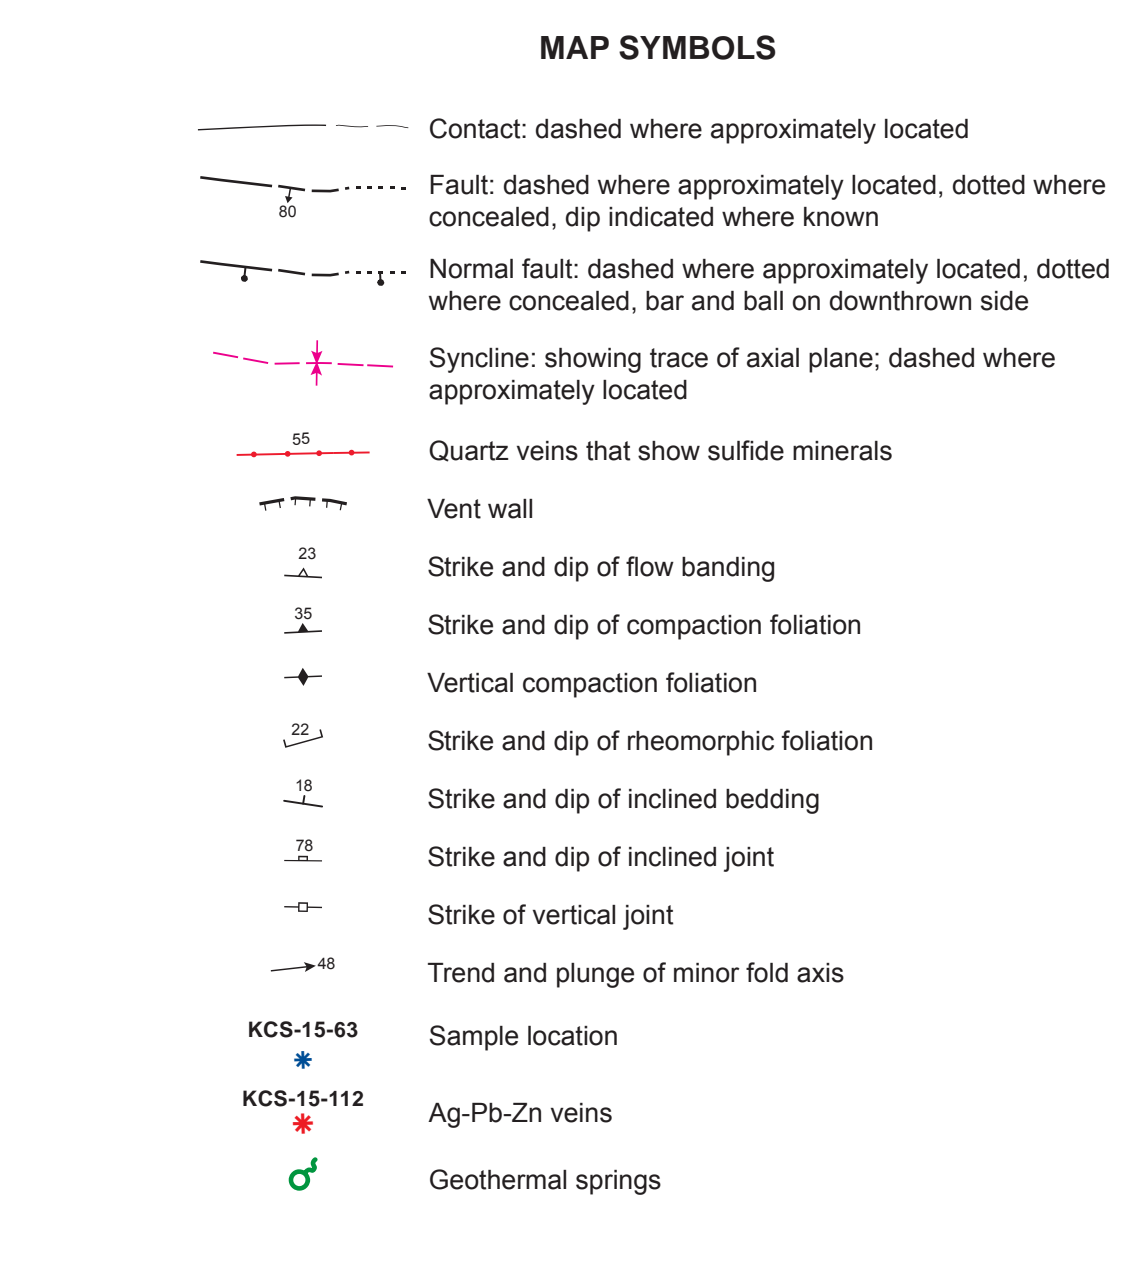 MAP SYMBOLS
Contact: dashed where approximately located
Fault: dashed where approximately located, dotted where
concealed, dip indicated where known
80
Normal fault: dashed where approximately located, dotted
where concealed, bar and ball on downthrown side
Syncline: showing trace of axial plane; dashed where
approximately located
55
Quartz veins that show sulfide minerals
Vent wall
23
Strike and dip of flow banding
35
Strike and dip of compaction foliation
Vertical compaction foliation
22
Strike and dip of rheomorphic foliation
18
Strike and dip of inclined bedding
78
Strike and dip of inclined joint
Strike of vertical joint
48
Trend and plunge of minor fold axis
KCS-15-63
Sample location
KCS-15-112
Ag-Pb-Zn veins
Geothermal springs